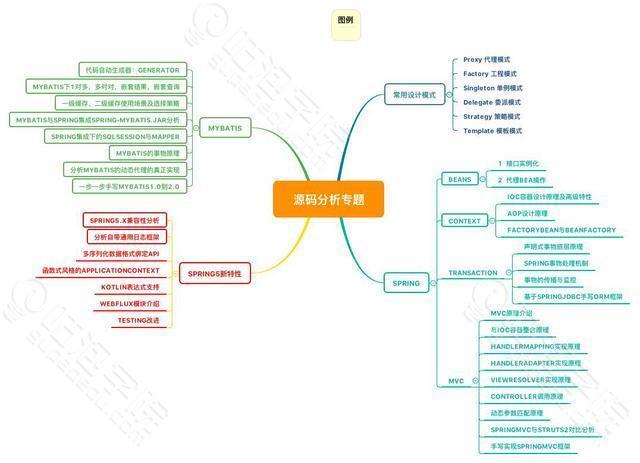 图例
源码分析专题
常用设计模式
Proxy 代理模式
Factory 工程模式
Singleton 单例模式
Delegate 委派模式
Strategy 策略模式
Template 模板模式
SPRING
BEANS
1 接口实例化
2 代理BEA操作
CONTEXT
IOC容器设计原理及高级特性
AOP设计原理
FACTORYBEAN与BEANFACTORY
TRANSACTION
声明式事物底层原理
SPRING事物处理机制
事物的传播与监控
基于SPRINGJDBC手写ORM框架
MVC
MVC原理介绍
与IOC容器整合原理
HANDLERMAPPING实现原理
HANDLERADAPTER实现原理
VIEWRESOLVER实现原理
CONTROLLER调用原理
动态参数匹配原理
SPRINGMVC与STRUTS2对比分析
手写实现SPRINGMVC框架
MYBATIS
代码自动生成器：GENERATOR
MYBATIS下1对多，多对对，嵌套结果，嵌套查询
一级缓存、二级缓存使用场景及选择策略
MYBATIS与SPRING集成SPRING-MYBATIS.JAR分析
SPRING集成下的SQLSESSION与MAPPER
MYBATIS的事物原理
分析MYBATIS的动态代理的真正实现
一步一步手写MYBATIS1.0到2.0
SPRING5新特性
SPRING5.X兼容性分析
分析自带通用日志框架
多序列化数据格式绑定API
函数式风格的APPLICATIONCONTEXT
KOTLIN表达式支持
WEBFLUX模块介绍
TESTING改进